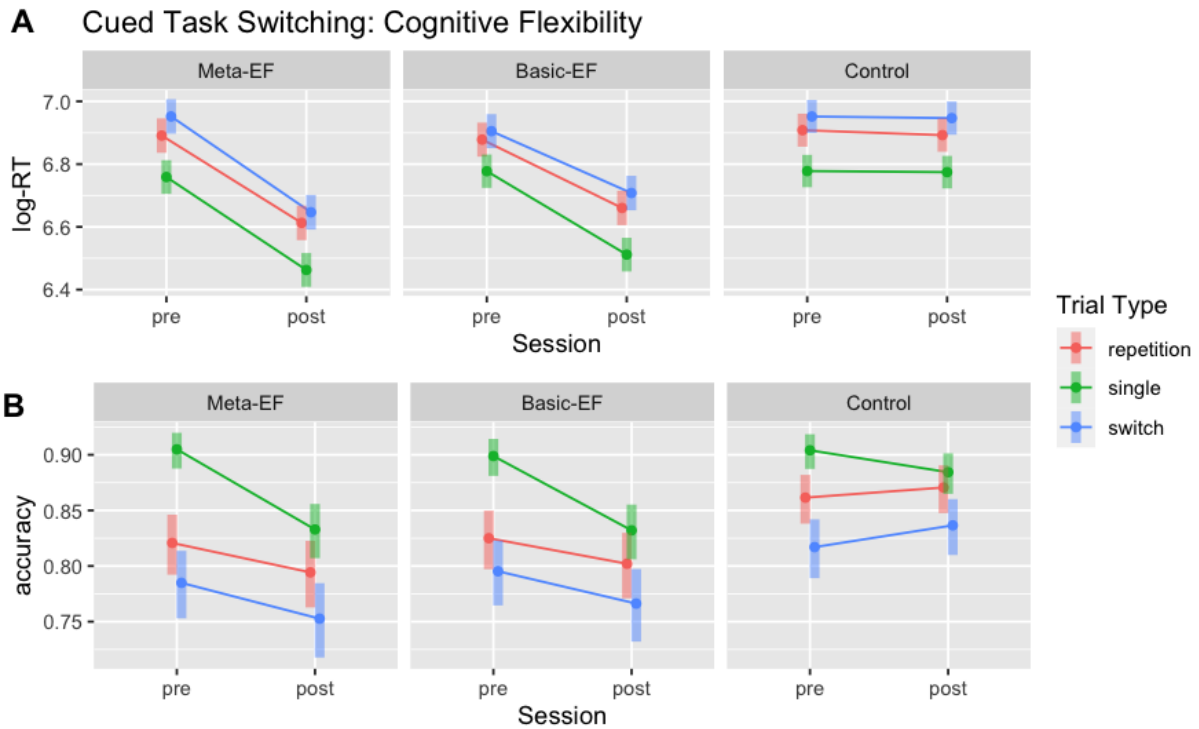 A Cued Task Switching: Cognitive Flexibility
Meta-EF Basic-EF Control
log-RT
7.0
6.8
6.6
6.4
pre post pre post pre post
Session
Trial Type
repetition
single
switch
B
Meta-EF Basic-EF Control
accuracy
0.90
0.85
0.80
0.75
pre post pre post pre post
Session